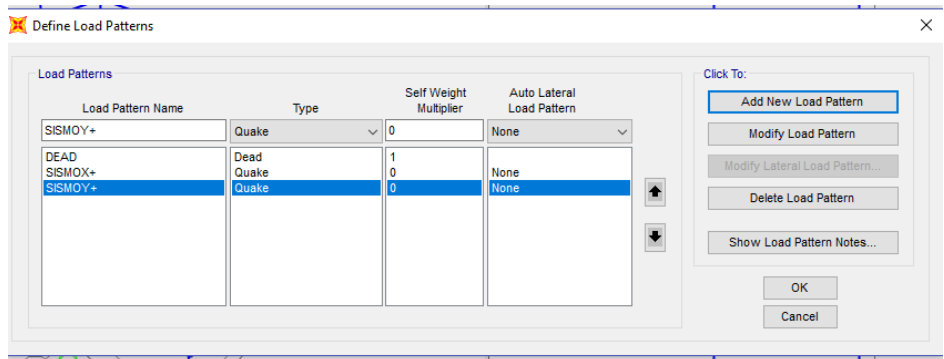 Define Load Patterns
Load Patterns
Load Pattern Name Type Self Weight Multiplier Auto Lateral Load Pattern
SISMOY+ Quake 0 None
DEAD Dead 1
SISMOX+ Quake 0 None
SISMOY+ Quake 0 None
Click To:
Add New Load Pattern
Modify Load Pattern
Modify Lateral Load Pattern...
Delete Load Pattern
Show Load Pattern Notes...
OK
Cancel